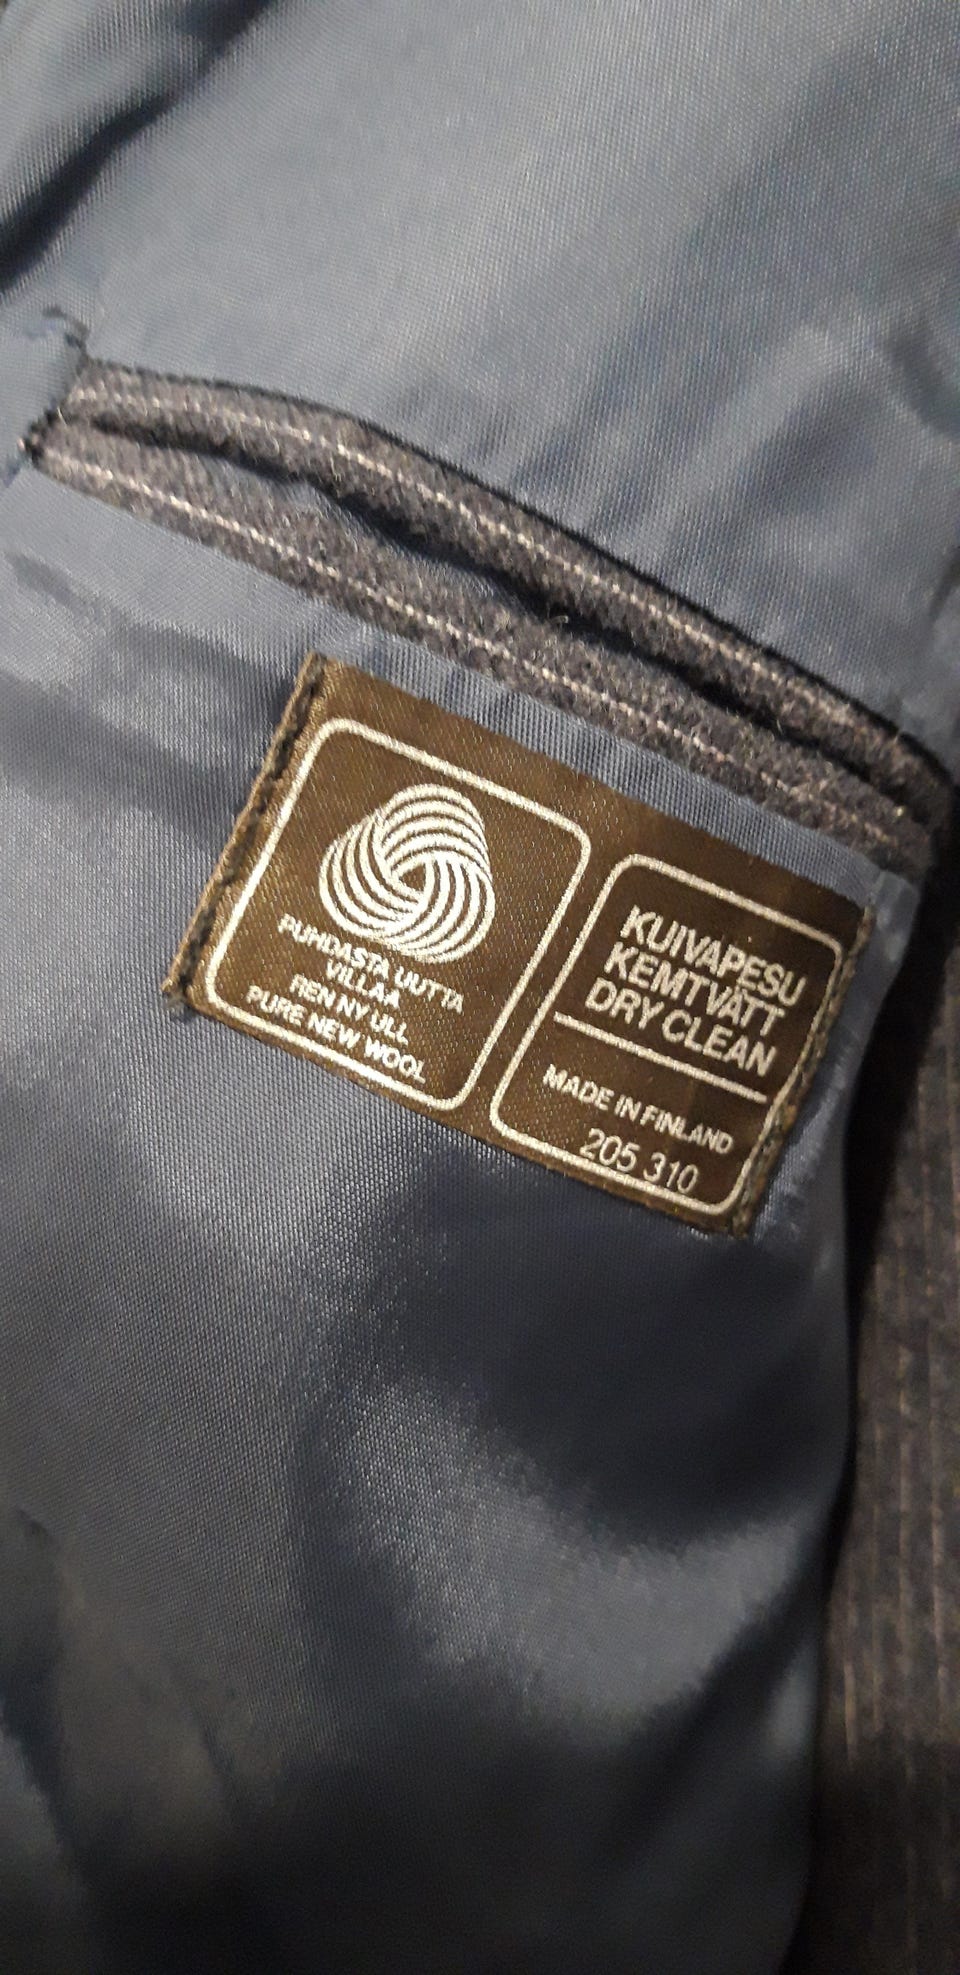 PUHDASTA UUTTA
VILLAA
REN NY ULL
PURE NEW WOOL
KUIVAPESU
KEMTVÄTT
DRY CLEAN
MADE IN FINLAND
205 310